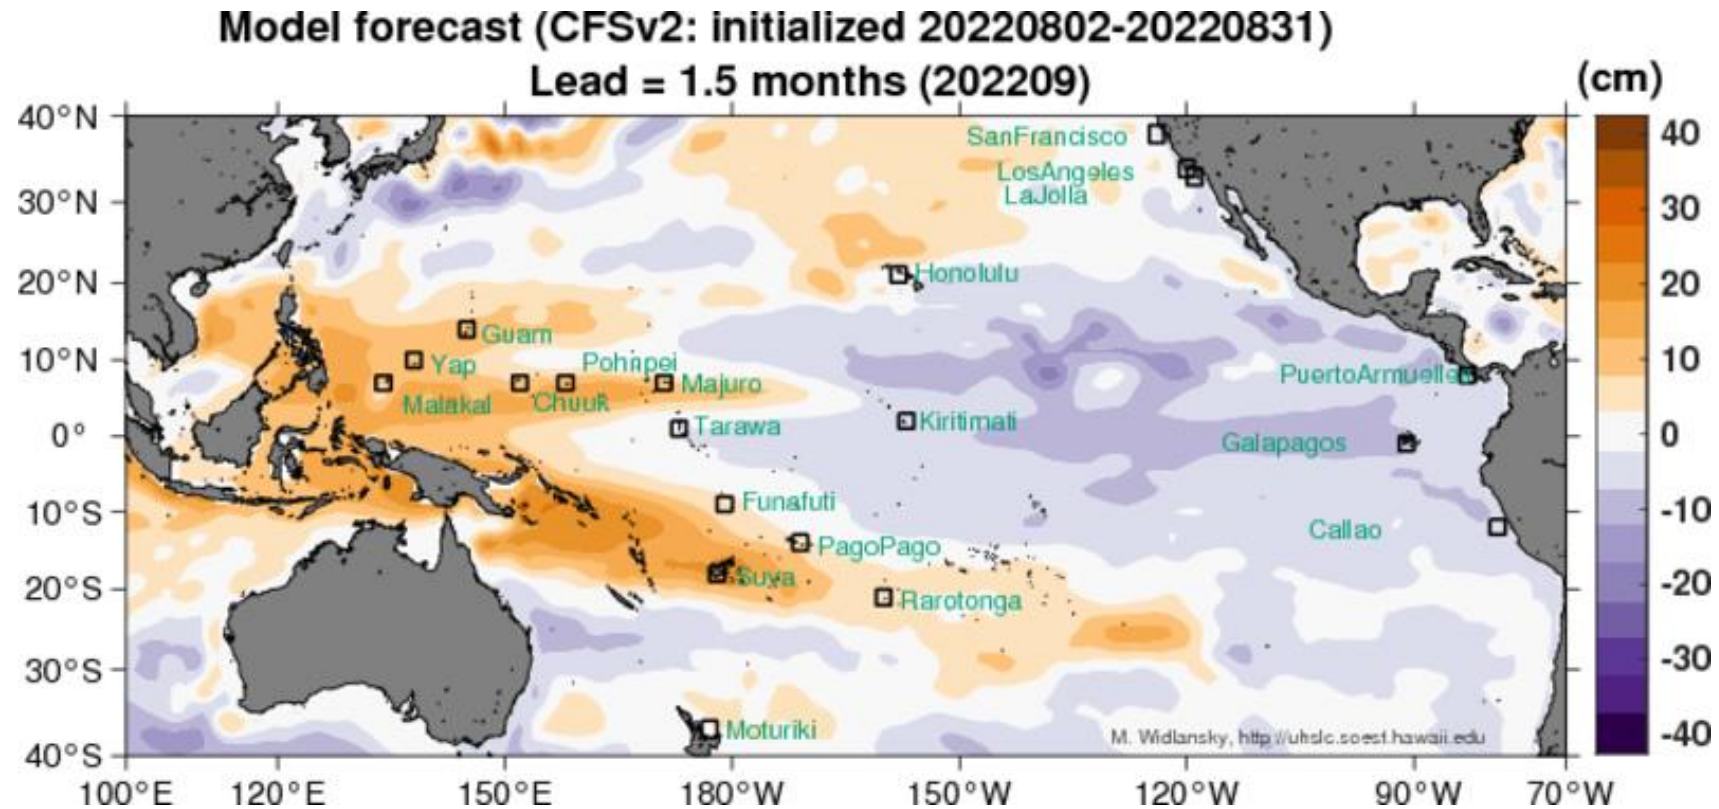 Model forecast (CFSv2: initialized 20220802-20220831)
Lead = 1.5 months (202209)
(cm)
40°N
30°N
20°N
10°N
0°
10°S
20°S
30°S
40°S
100°E 120°E 150°E 180°W 150°W 120°W 90°W 70°W
40
30
20
10
0
-10
-20
-30
-40
SanFrancisco
LosAngeles
LaJolla
Honolulu
Guam
Yap
Pohnpei
Malakal
Chuuk
Majuro
PuertoArmuelles
Tarawa
Kiritimati
Galapagos
Funafuti
Callao
PagoPago
Suva
Rarotonga
Moturiki
M. Widlansky, http://uhslc.soest.hawaii.edu